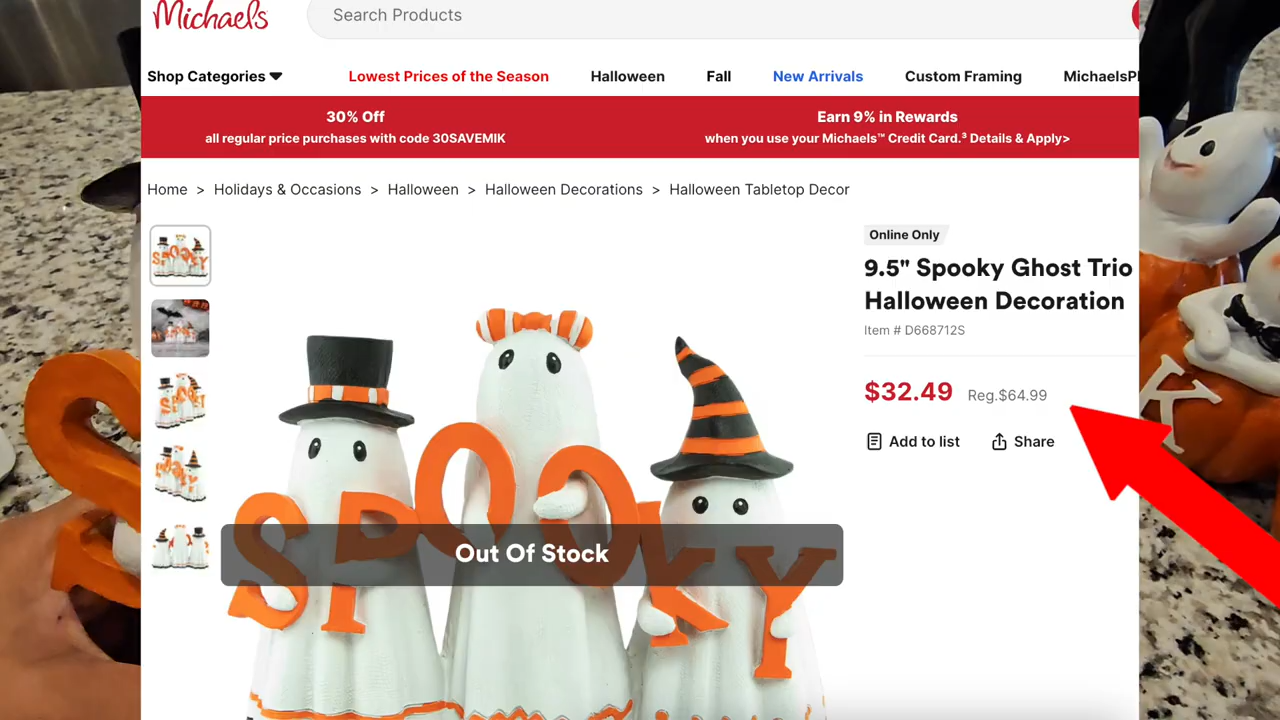 Michaels
Search Products
Shop Categories
Lowest Prices of the Season
Halloween
Fall
New Arrivals
Custom Framing
MichaelsP
30% Off
all regular price purchases with code 30SAVEMIK
Earn 9% in Rewards
when you use your Michaels™ Credit Card.³ Details & Apply>
Home > Holidays & Occasions > Halloween > Halloween Decorations > Halloween Tabletop Decor
Online Only
9.5" Spooky Ghost Trio
Halloween Decoration
Item # D668712S
$32.49 Reg.$64.99
Add to list
Share
SPOOKY
Out Of Stock
K